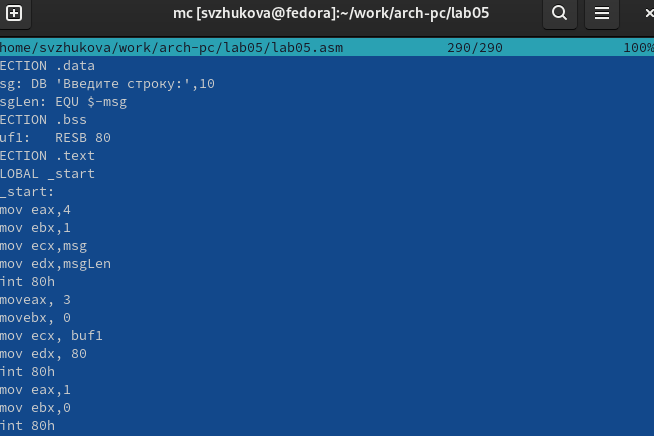 mc [svzhukova@fedora]:~/work/arch-pc/lab05
home/svzhukova/work/arch-pc/lab05/lab05.asm 290/290 100%
ECTION .data
sg: DB 'Введите строку:',10
sgLen: EQU $-msg
ECTION .bss
uf1: RESB 80
ECTION .text
LOBAL _start
_start:
mov eax,4
mov ebx,1
mov ecx,msg
mov edx,msgLen
int 80h
moveax, 3
movebx, 0
mov ecx, buf1
mov edx, 80
int 80h
mov eax,1
mov ebx,0
int 80h